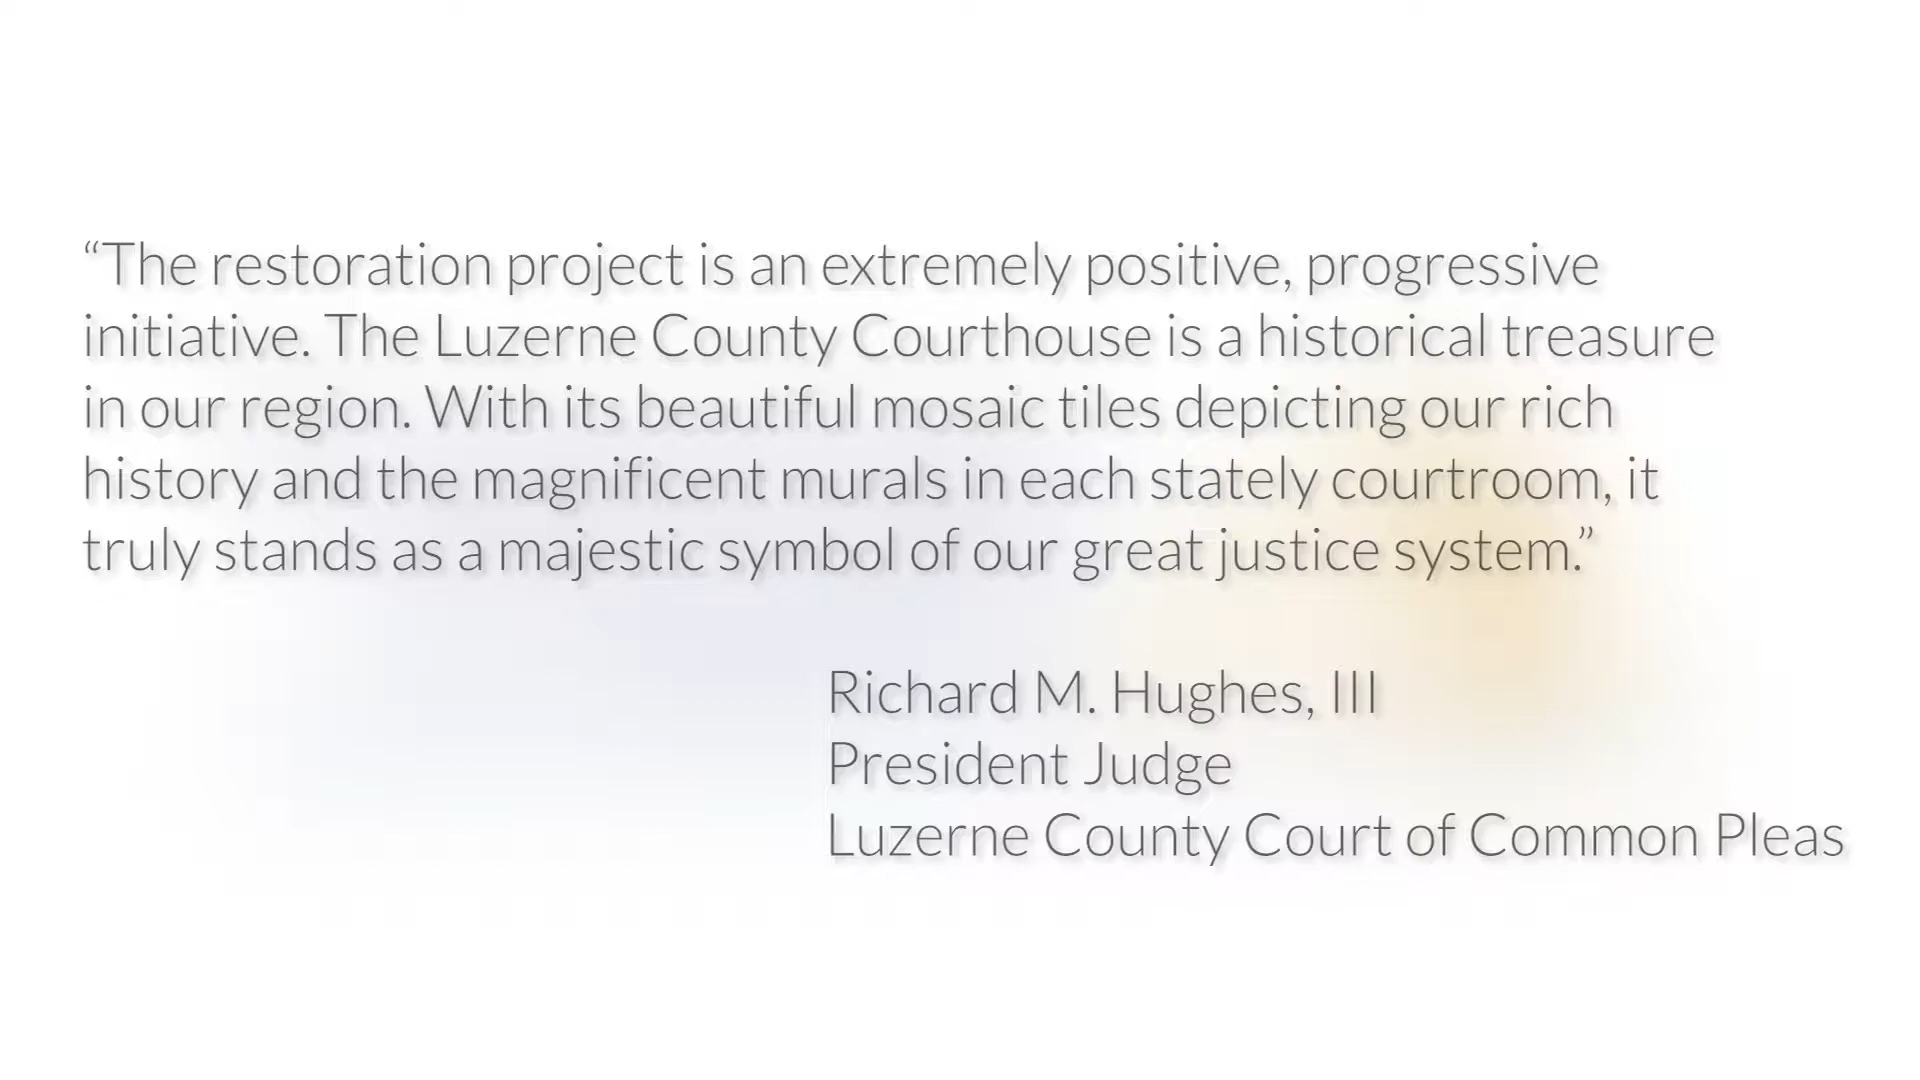 “The restoration project is an extremely positive, progressive
initiative. The Luzerne County Courthouse is a historical treasure
in our region. With its beautiful mosaic tiles depicting our rich
history and the magnificent murals in each stately courtroom, it
truly stands as a majestic symbol of our great justice system.”
Richard M. Hughes, III
President Judge
Luzerne County Court of Common Pleas